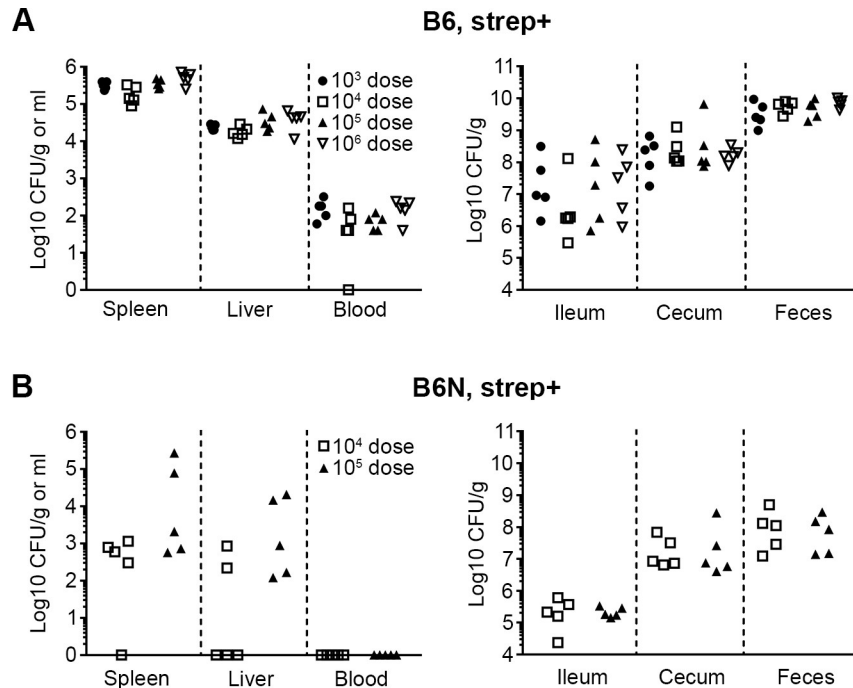 A
B6, strep+
Log10 CFU/g or ml
6
5
4
3
2
1
0
10³ dose
10⁴ dose
10⁵ dose
10⁶ dose
Spleen
Liver
Blood
Log10 CFU/g
11
10
9
8
7
6
5
4
Ileum
Cecum
Feces
B
B6N, strep+
Log10 CFU/g or ml
6
5
4
3
2
1
0
10⁴ dose
10⁵ dose
Spleen
Liver
Blood
Log10 CFU/g
11
10
9
8
7
6
5
4
Ileum
Cecum
Feces